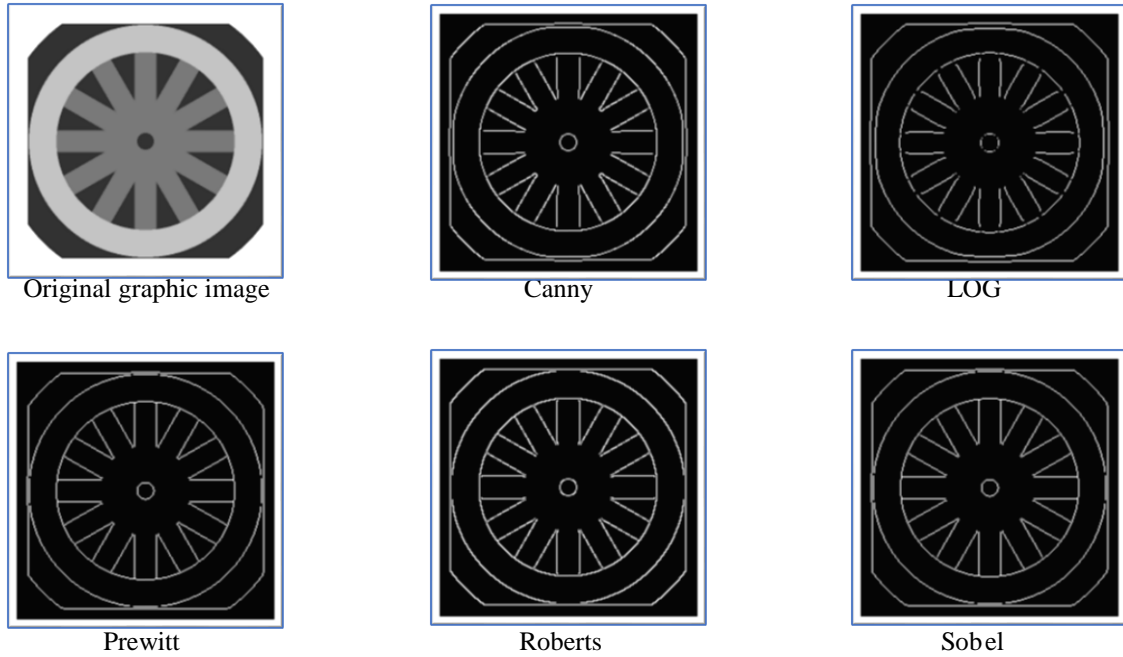 Original graphic image
Canny
LOG
Prewitt
Roberts
Sobel